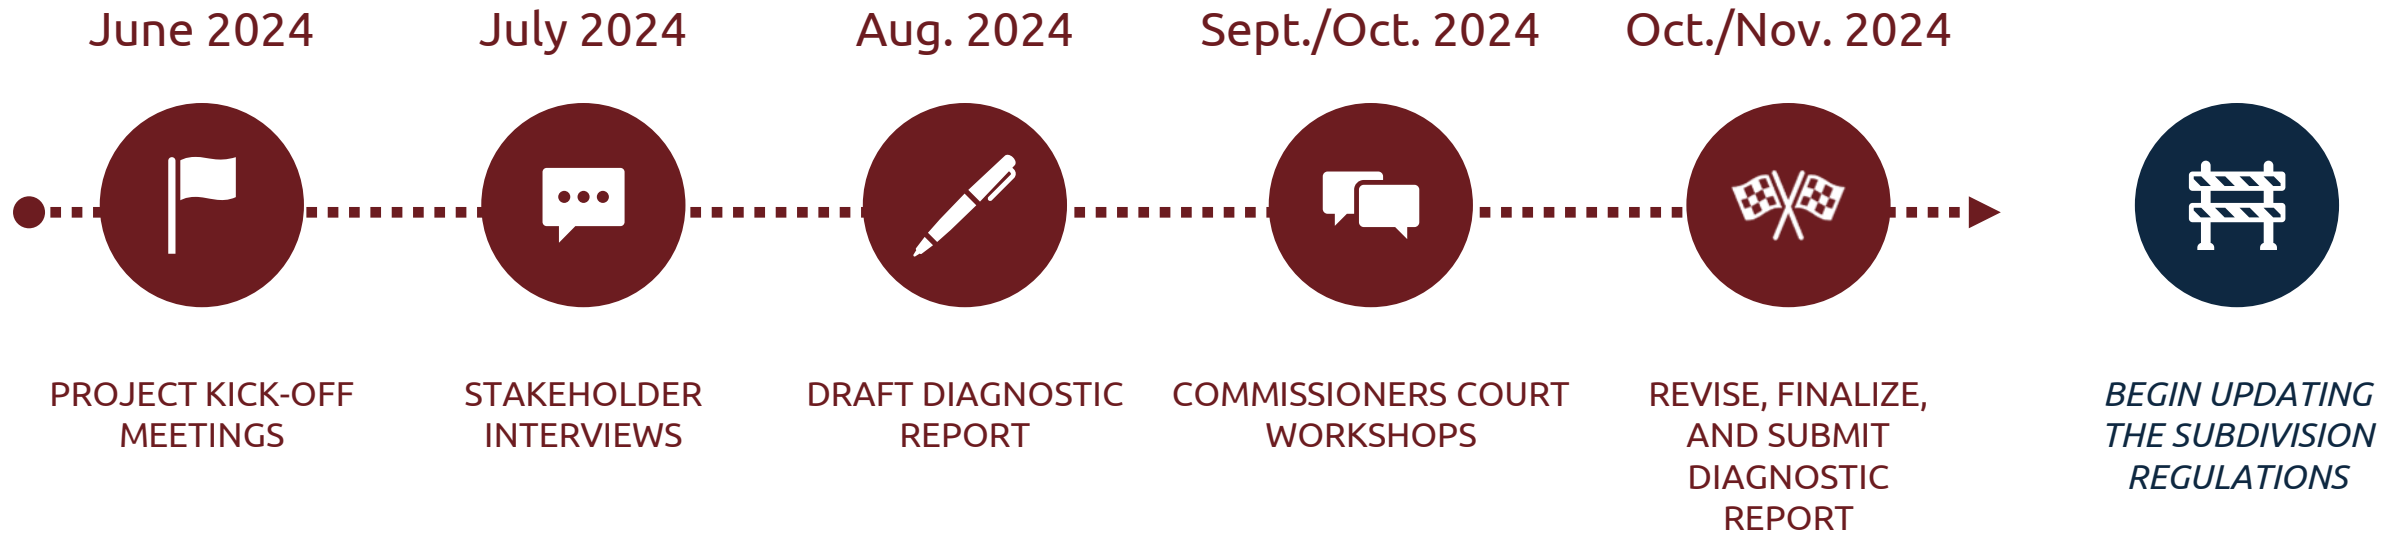 June 2024
July 2024
Aug. 2024
Sept./Oct. 2024
Oct./Nov. 2024
PROJECT KICK-OFF
MEETINGS
STAKEHOLDER
INTERVIEWS
DRAFT DIAGNOSTIC
REPORT
COMMISSIONERS COURT
WORKSHOPS
REVISE, FINALIZE,
AND SUBMIT
DIAGNOSTIC
REPORT
BEGIN UPDATING
THE SUBDIVISION
REGULATIONS